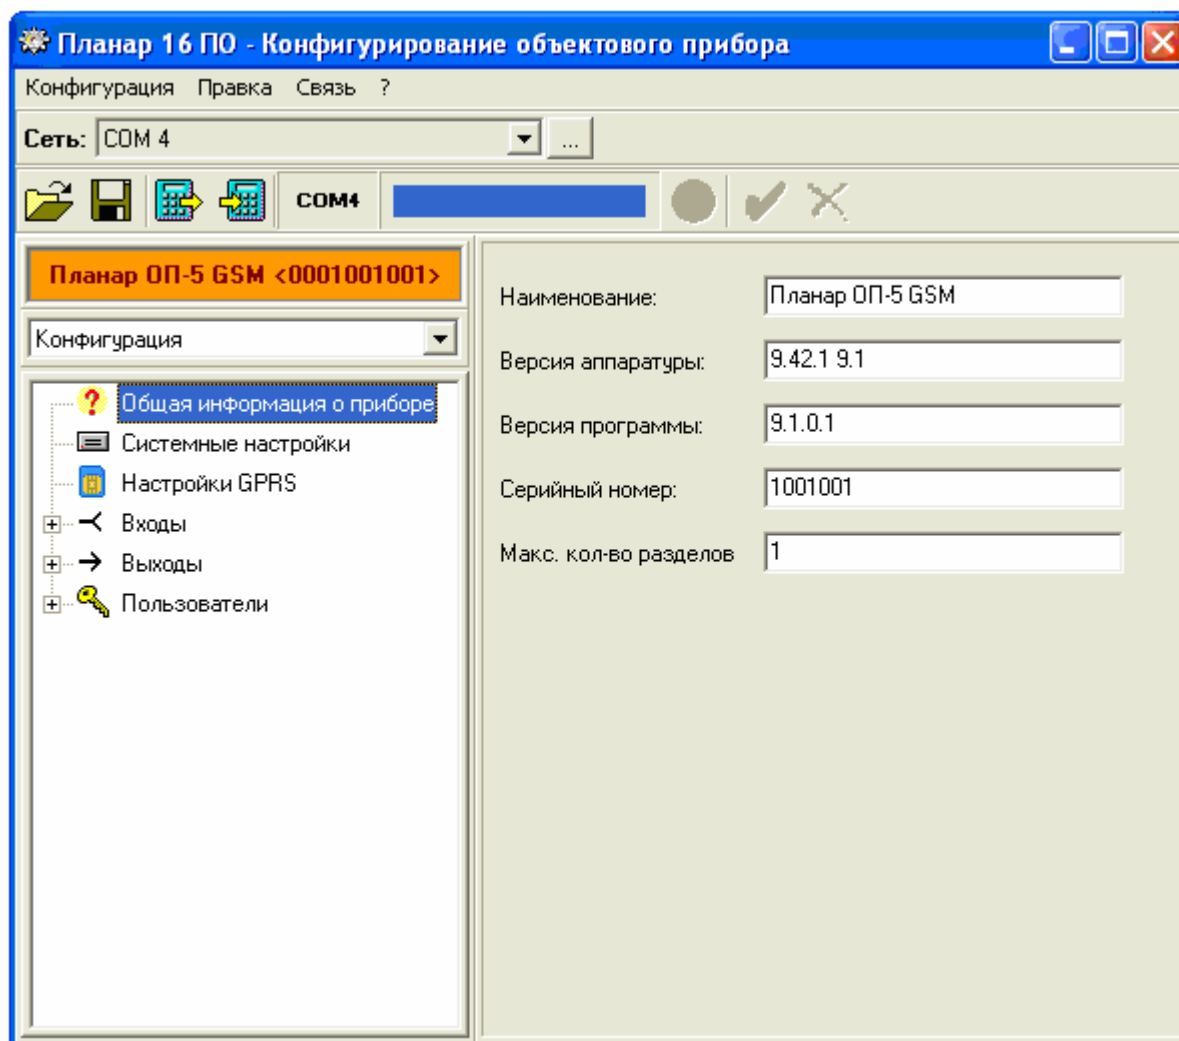 Планар 16 ПО - Конфигурирование объектового прибора
Конфигурация Правка Связь ?
Сеть: COM 4 ...
COM4
Планар ОП-5 GSM <0001001001>
Конфигурация
Общая информация о приборе
Системные настройки
Настройки GPRS
Входы
Выходы
Пользователи
Наименование: Планар ОП-5 GSM
Версия аппаратуры: 9.42.1 9.1
Версия программы: 9.1.0.1
Серийный номер: 1001001
Макс. кол-во разделов 1